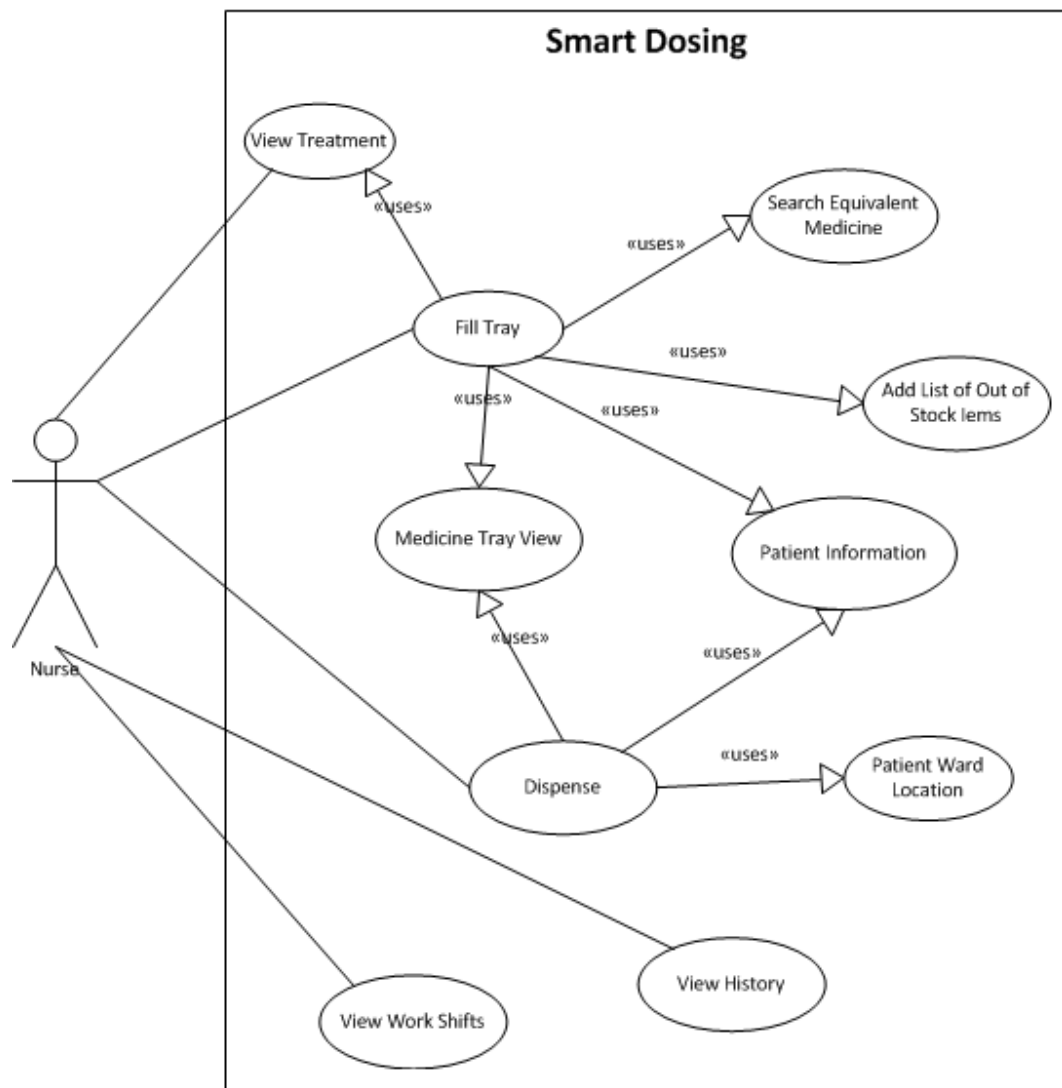 Smart Dosing
View Treatment
«uses»
Search Equivalent
Medicine
«uses»
Fill Tray
«uses»
Add List of Out of
Stock Iems
«uses»
«uses»
Medicine Tray View
Patient Information
«uses»
«uses»
Nurse
«uses»
Patient Ward
Location
Dispense
View History
View Work Shifts